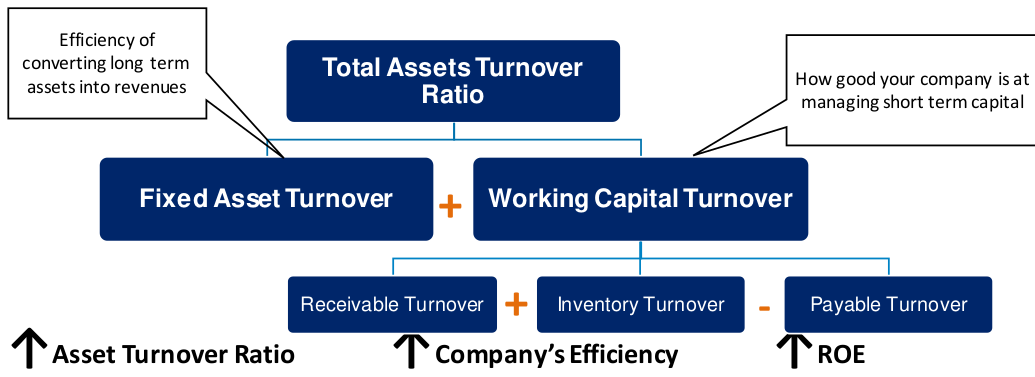 Efficiency of
converting long term
assets into revenues
Total Assets Turnover
Ratio
How good your company is at
managing short term capital
Fixed Asset Turnover
+
Working Capital Turnover
Receivable Turnover
+
Inventory Turnover
-
Payable Turnover
↑ Asset Turnover Ratio
↑ Company's Efficiency
↑ ROE